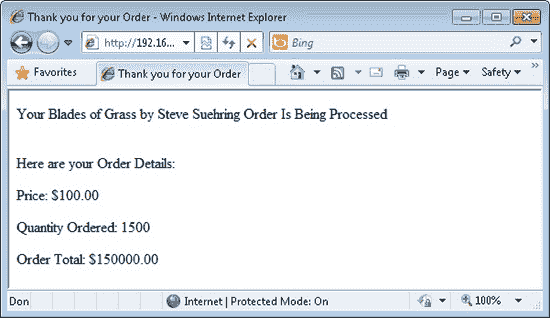 Thank you for your Order - Windows Internet Explorer
http://192.16...
Bing
Favorites
Thank you for your Order
Page
Safety
Your Blades of Grass by Steve Suehring Order Is Being Processed
Here are your Order Details:
Price: $100.00
Quantity Ordered: 1500
Order Total: $150000.00
Don
Internet | Protected Mode: On
100%